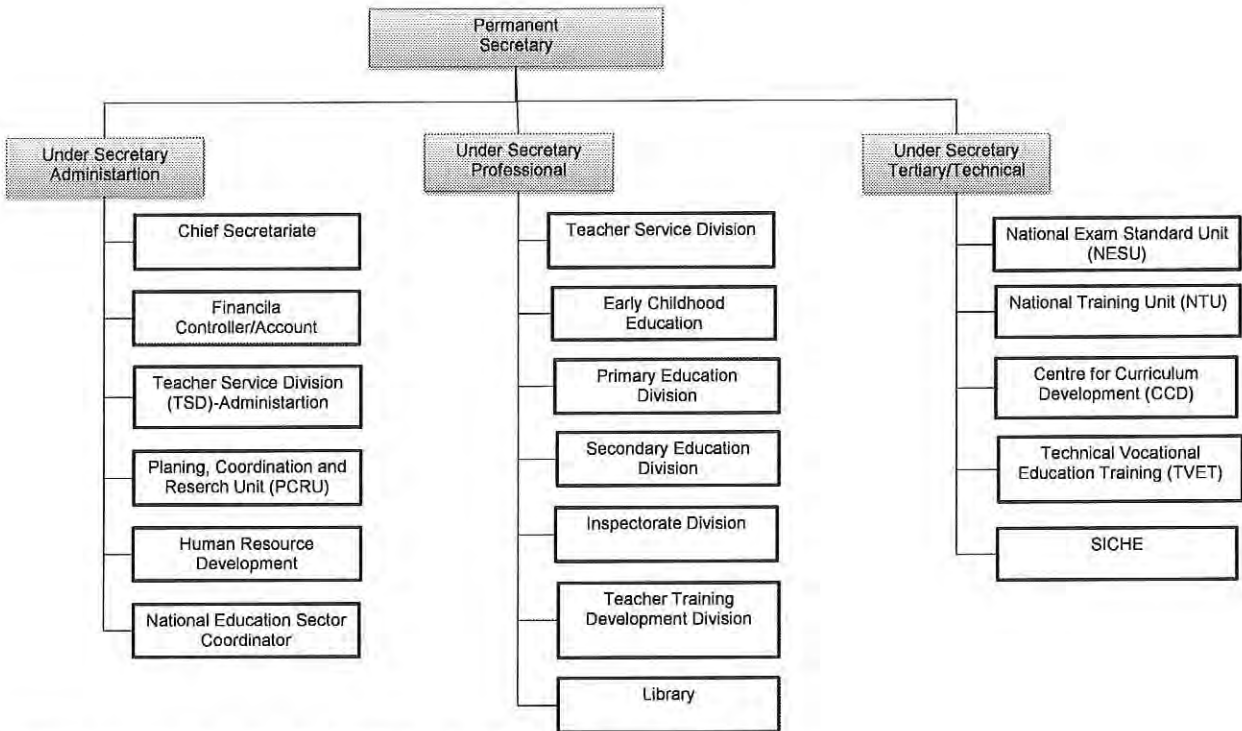 Permanent
Secretary
Under Secretary
Administartion
Chief Secretariate
Financila
Controller/Account
Teacher Service Division
(TSD)-Administartion
Planing, Coordination and
Reserch Unit (PCRU)
Human Resource
Development
National Education Sector
Coordinator
Under Secretary
Professional
Teacher Service Division
Early Childhood
Education
Primary Education
Division
Secondary Education
Division
Inspectorate Division
Teacher Training
Development Division
Library
Under Secretary
Tertiary/Technical
National Exam Standard Unit
(NESU)
National Training Unit (NTU)
Centre for Curriculum
Development (CCD)
Technical Vocational
Education Training (TVET)
SICHE